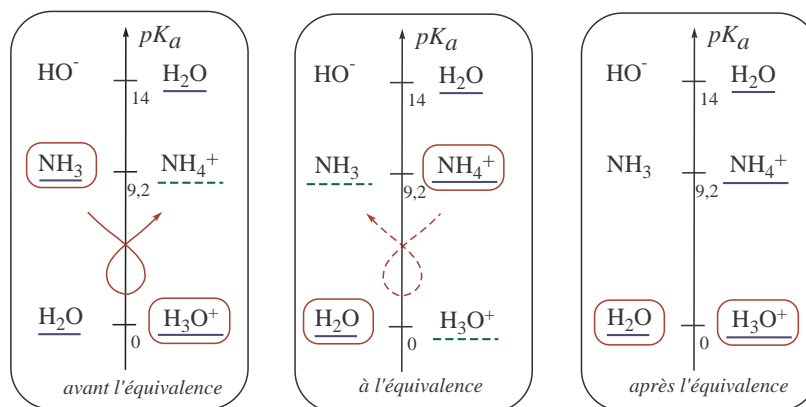 pKa
HO⁻ H₂O
14
NH₃ NH₄⁺
9,2
H₂O H₃O⁺
0
avant l'équivalence
pKa
HO⁻ H₂O
14
NH₃ NH₄⁺
9,2
H₂O H₃O⁺
0
à l'équivalence
pKa
HO⁻ H₂O
14
NH₃ NH₄⁺
9,2
H₂O H₃O⁺
0
après l'équivalence